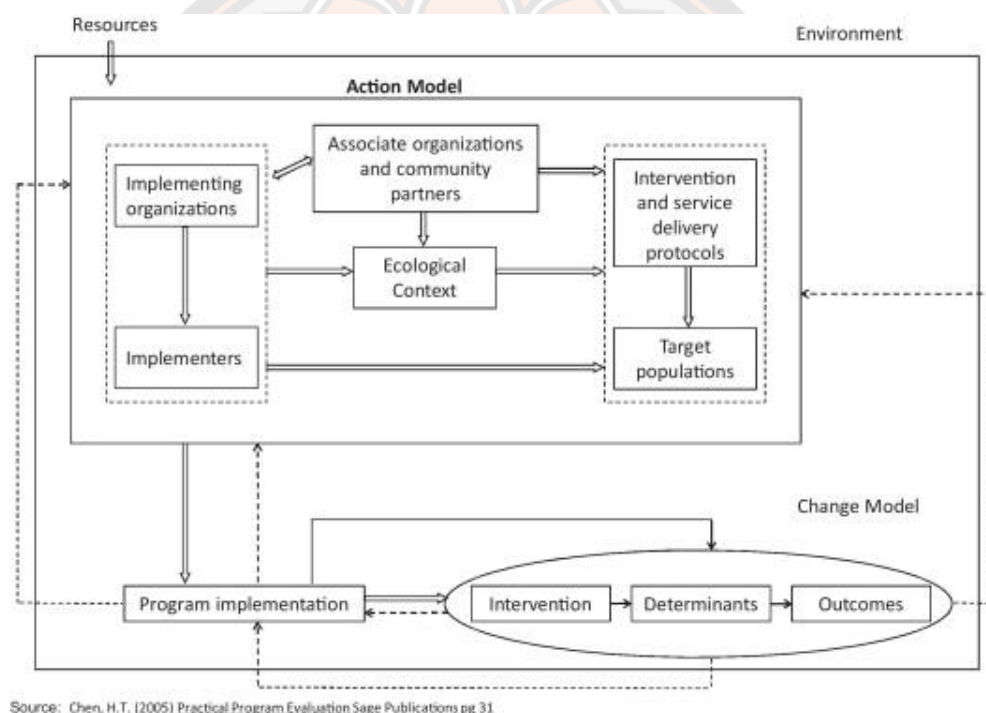 Resources
Environment
Action Model
Associate organizations
and community
partners
Implementing
organizations
Intervention
and service
delivery
protocols
Ecological
Context
Implementers
Target
populations
Change Model
Program implementation
Intervention
Determinants
Outcomes
Source: Chen, H.T. (2005) Practical Program Evaluation Sage Publications pg 31